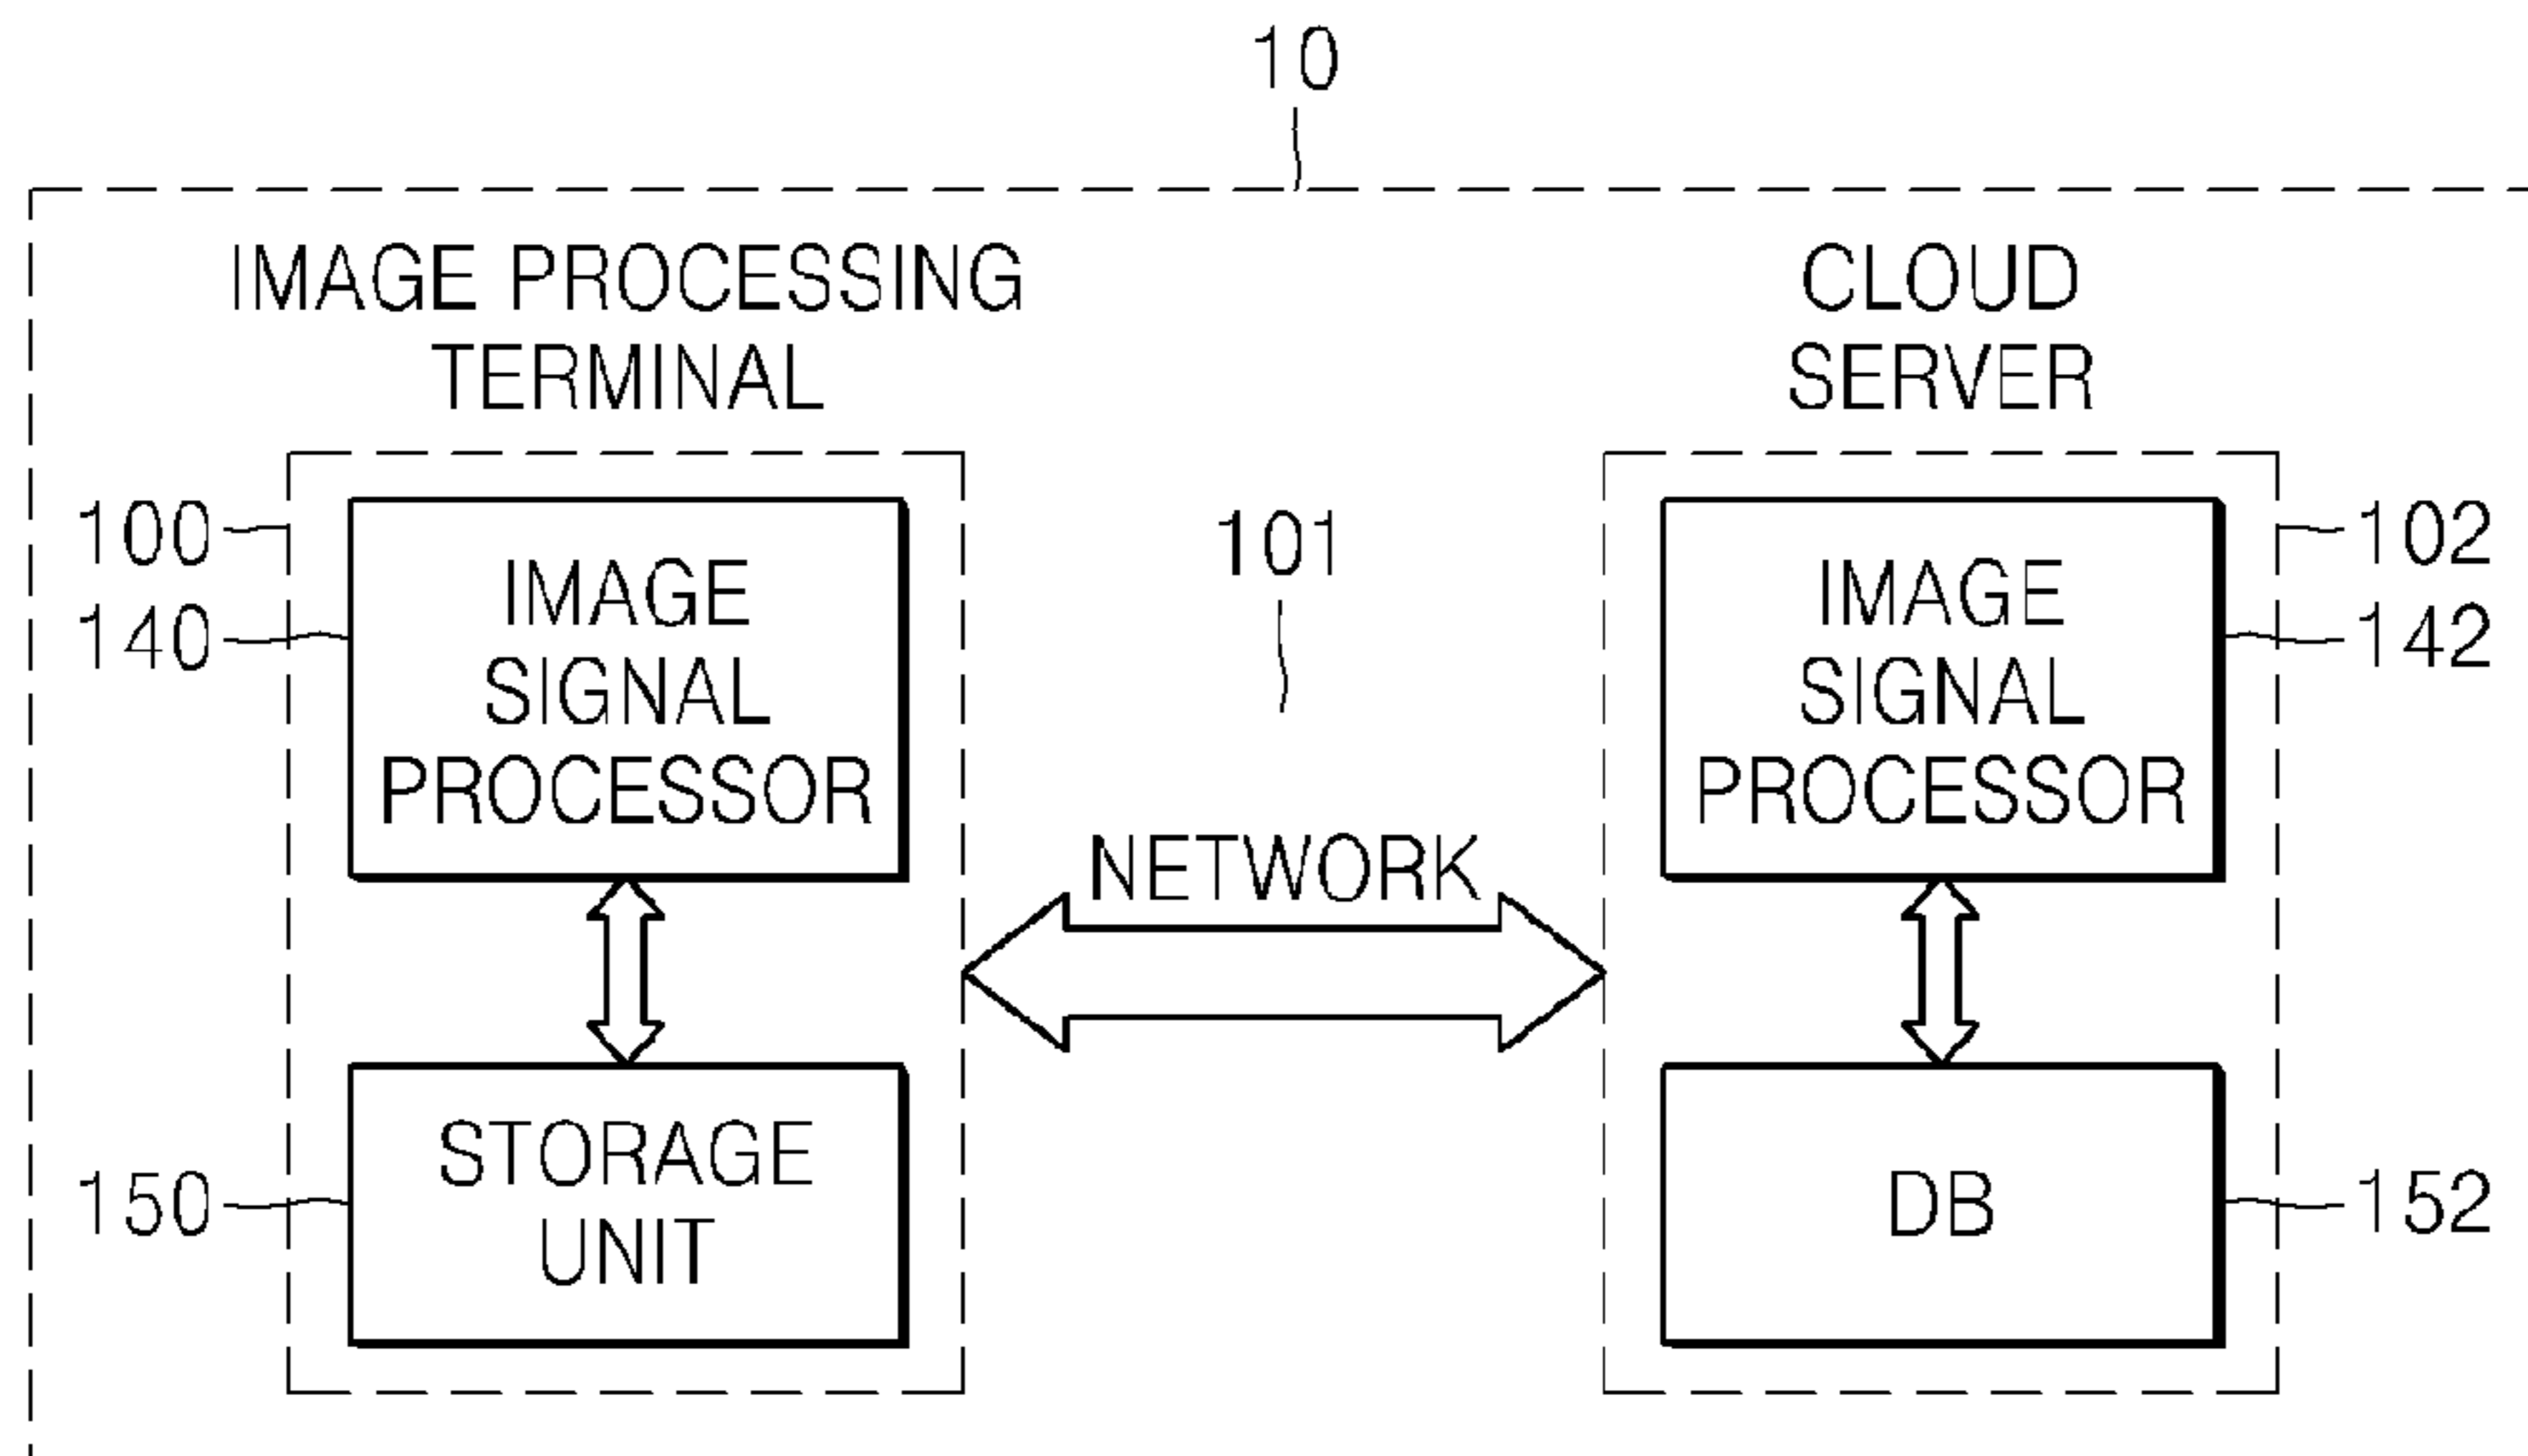 10
IMAGE PROCESSING
TERMINAL
100
140
IMAGE
SIGNAL
PROCESSOR
150
STORAGE
UNIT
101
NETWORK
CLOUD
SERVER
102
142
IMAGE
SIGNAL
PROCESSOR
DB
152